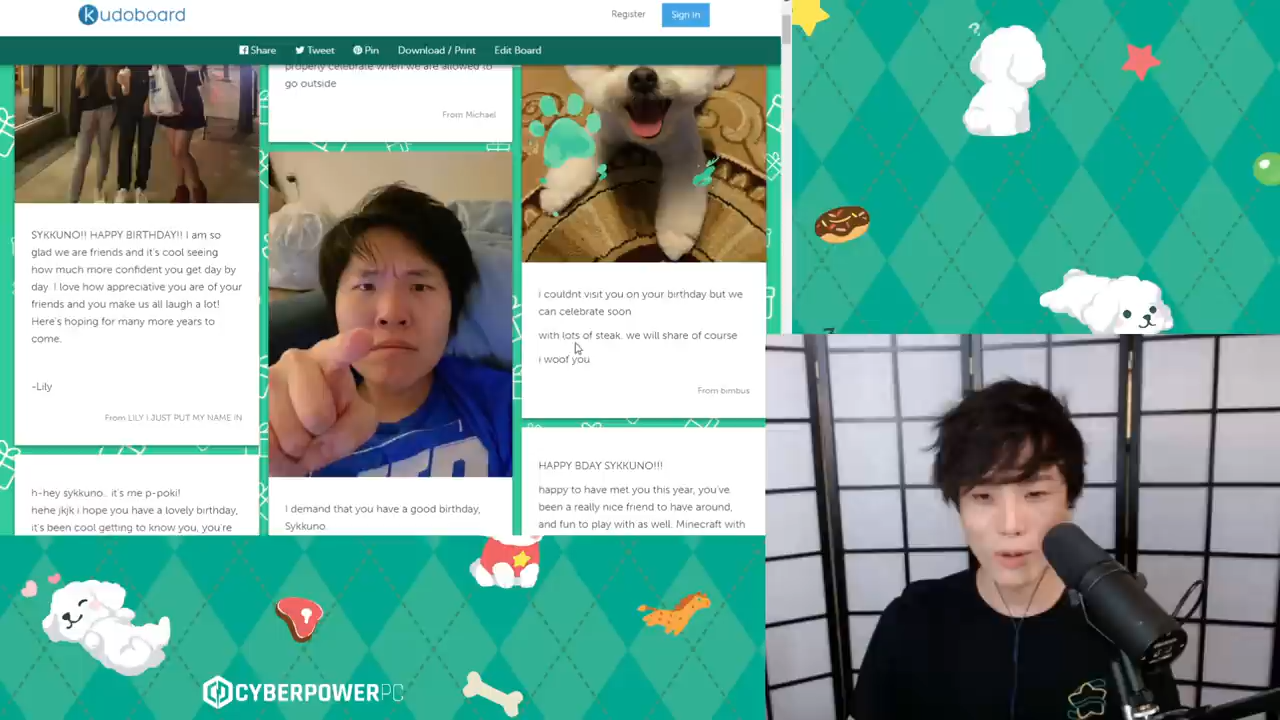 kudoboard
Register
Sign In
Share
Tweet
Pin
Download / Print
Edit Board
SYKKUNO!! HAPPY BIRTHDAY!! I am so
glad we are friends and it's cool seeing
how much more confident you get day by
day. I love how appreciative you are of your
friends and you make us all laugh a lot!
Here's hoping for many more years to
come.
-Lily
From LILY I JUST PUT MY NAME IN
h-hey sykkuno.. it's me p-poki!
hehe jkjk i hope you have a lovely birthday,
it's been cool getting to know you, you're
properly celebrate when we are allowed to
go outside
From Michael
I demand that you have a good birthday,
Sykkuno.
i couldnt visit you on your birthday but we
can celebrate soon
with lots of steak. we will share of course
i woof you.
From bimbus
HAPPY BDAY SYKKUNO!!!
happy to have met you this year, you've
been a really nice friend to have around,
and fun to play with as well. Minecraft with
?
CYBERPOWERPC